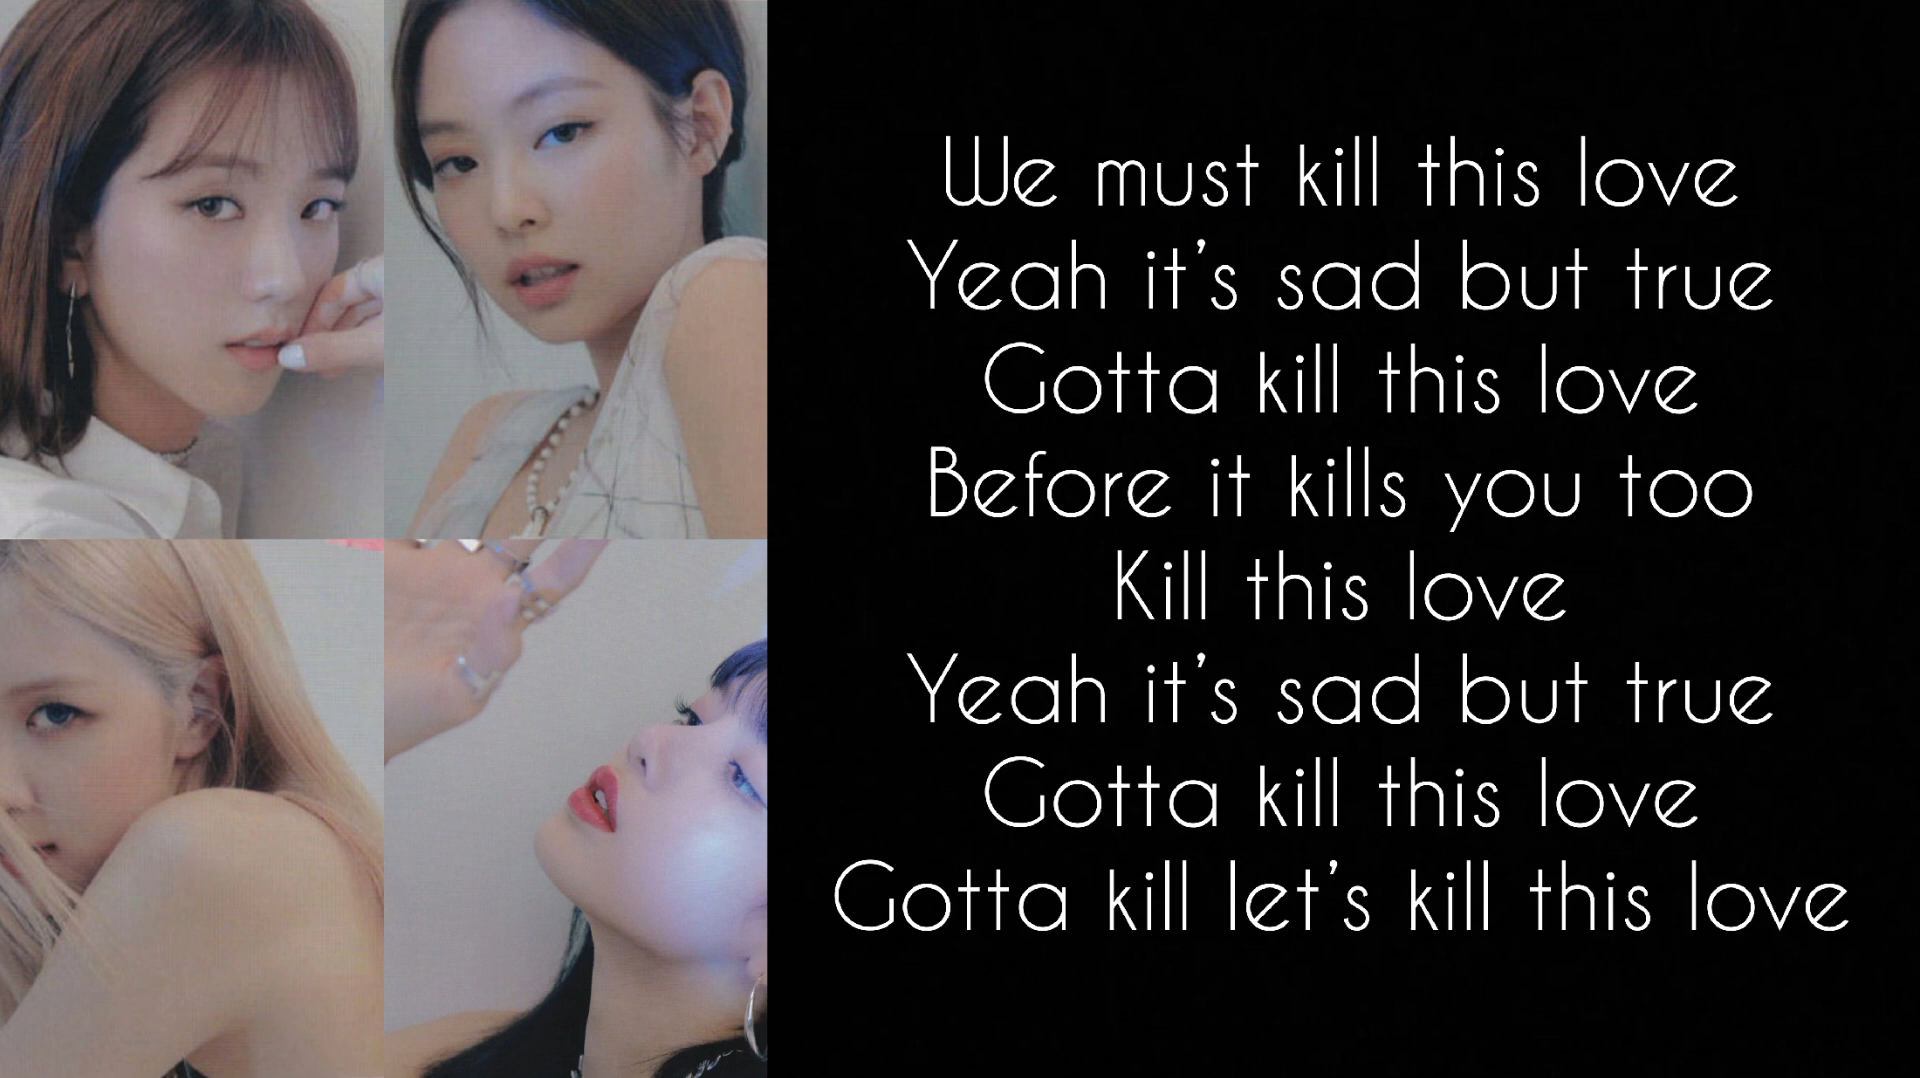 We must kill this love
Yeah it's sad but true
Gotta kill this love
Before it kills you too
Kill this love
Yeah it's sad but true
Gotta kill this love
Gotta kill let's kill this love